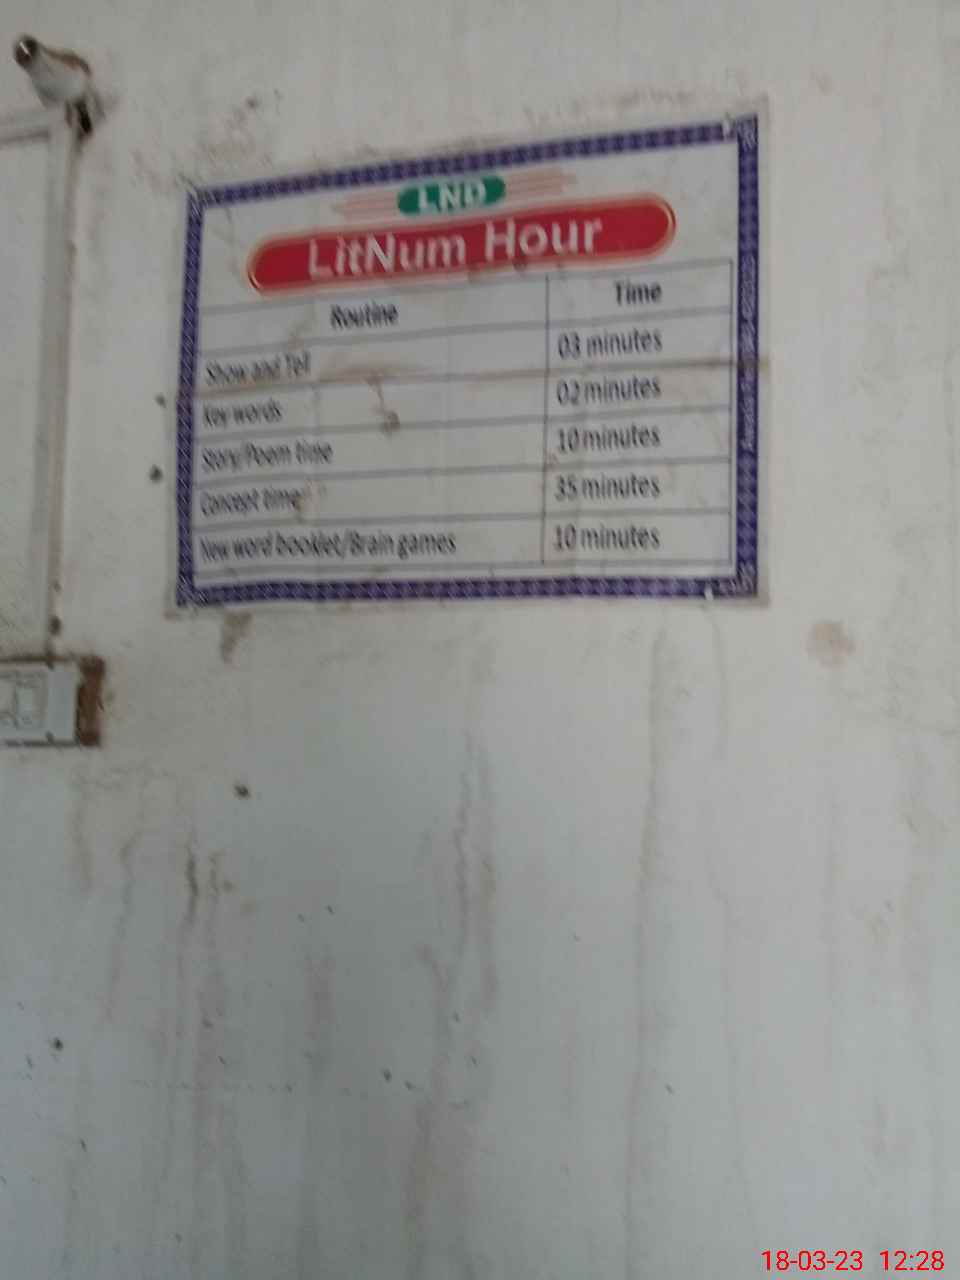 LND
LitNum Hour
Routine Time
Show and Tell 03 minutes
Key words 02 minutes
Story/Poem time 10 minutes
Concept time 35 minutes
New word booklet/Brain games 10 minutes
18-03-23 12:28